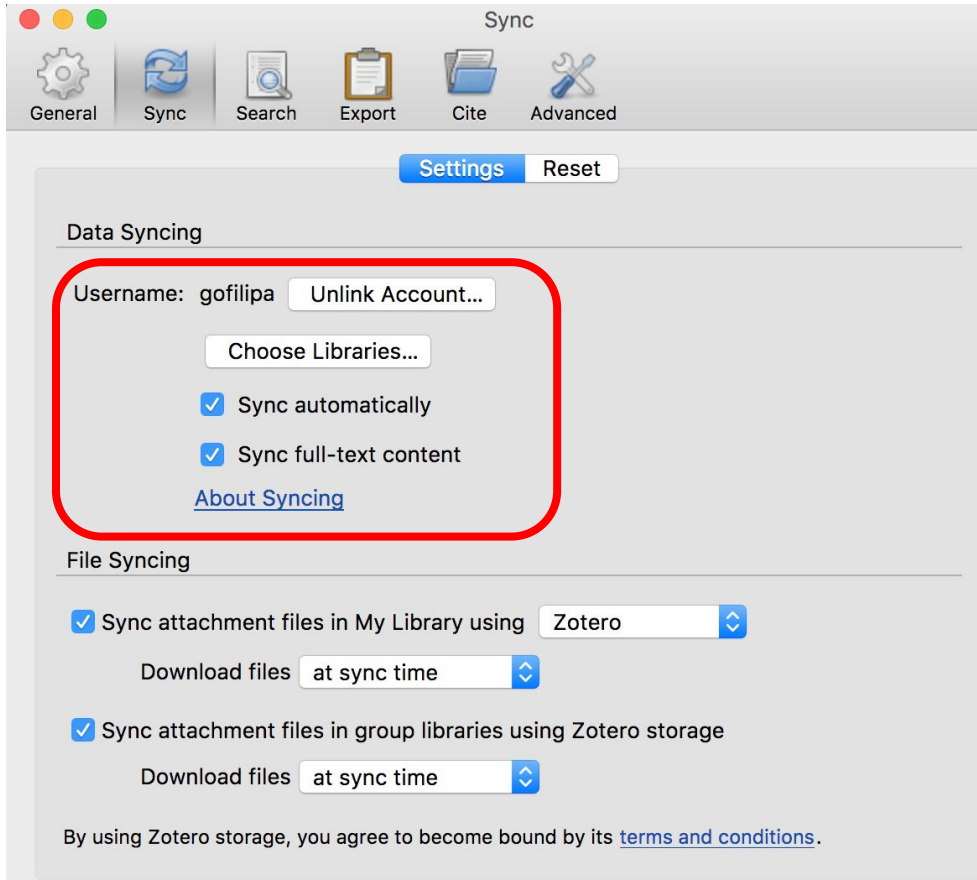 Sync
General Sync Search Export Cite Advanced
Settings Reset
Data Syncing
Username: gofilipa Unlink Account...
Choose Libraries...
Sync automatically
Sync full-text content
About Syncing
File Syncing
Sync attachment files in My Library using Zotero
Download files at sync time
Sync attachment files in group libraries using Zotero storage
Download files at sync time
By using Zotero storage, you agree to become bound by its terms and conditions.